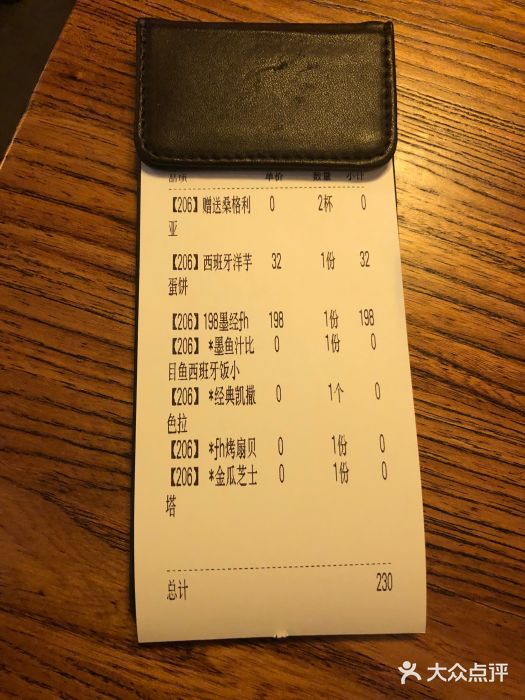 品项 单价 数量 小计
【206】赠送桑格利 0 2杯 0
亚
【206】西班牙洋芋 32 1份 32
蛋饼
【206】198墨经fh 198 1份 198
【206】 *墨鱼汁比 0 1份 0
目鱼西班牙饭小
【206】 *经典凯撒 0 1个 0
色拉
【206】 *fh烤扇贝 0 1份 0
【206】 *金瓜芝士 0 1份 0
塔
总计 230
大众点评